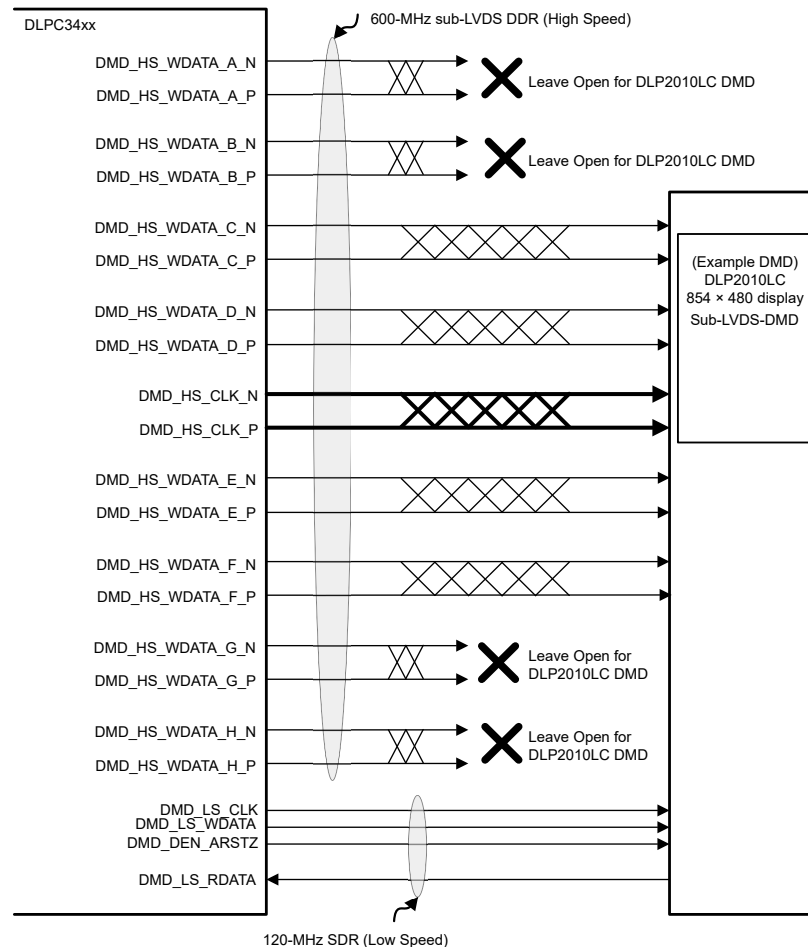 600-MHz sub-LVDS DDR (High Speed)
DLPC34xx
DMD_HS_WDATA_A_N
DMD_HS_WDATA_A_P
Leave Open for DLP2010LC DMD
DMD_HS_WDATA_B_N
DMD_HS_WDATA_B_P
Leave Open for DLP2010LC DMD
DMD_HS_WDATA_C_N
DMD_HS_WDATA_C_P
(Example DMD)
DLP2010LC
854 × 480 display
Sub-LVDS-DMD
DMD_HS_WDATA_D_N
DMD_HS_WDATA_D_P
DMD_HS_CLK_N
DMD_HS_CLK_P
DMD_HS_WDATA_E_N
DMD_HS_WDATA_E_P
DMD_HS_WDATA_F_N
DMD_HS_WDATA_F_P
DMD_HS_WDATA_G_N
DMD_HS_WDATA_G_P
Leave Open for
DLP2010LC DMD
DMD_HS_WDATA_H_N
DMD_HS_WDATA_H_P
Leave Open for
DLP2010LC DMD
DMD_LS_CLK
DMD_LS_WDATA
DMD_DEN_ARSTZ
DMD_LS_RDATA
120-MHz SDR (Low Speed)